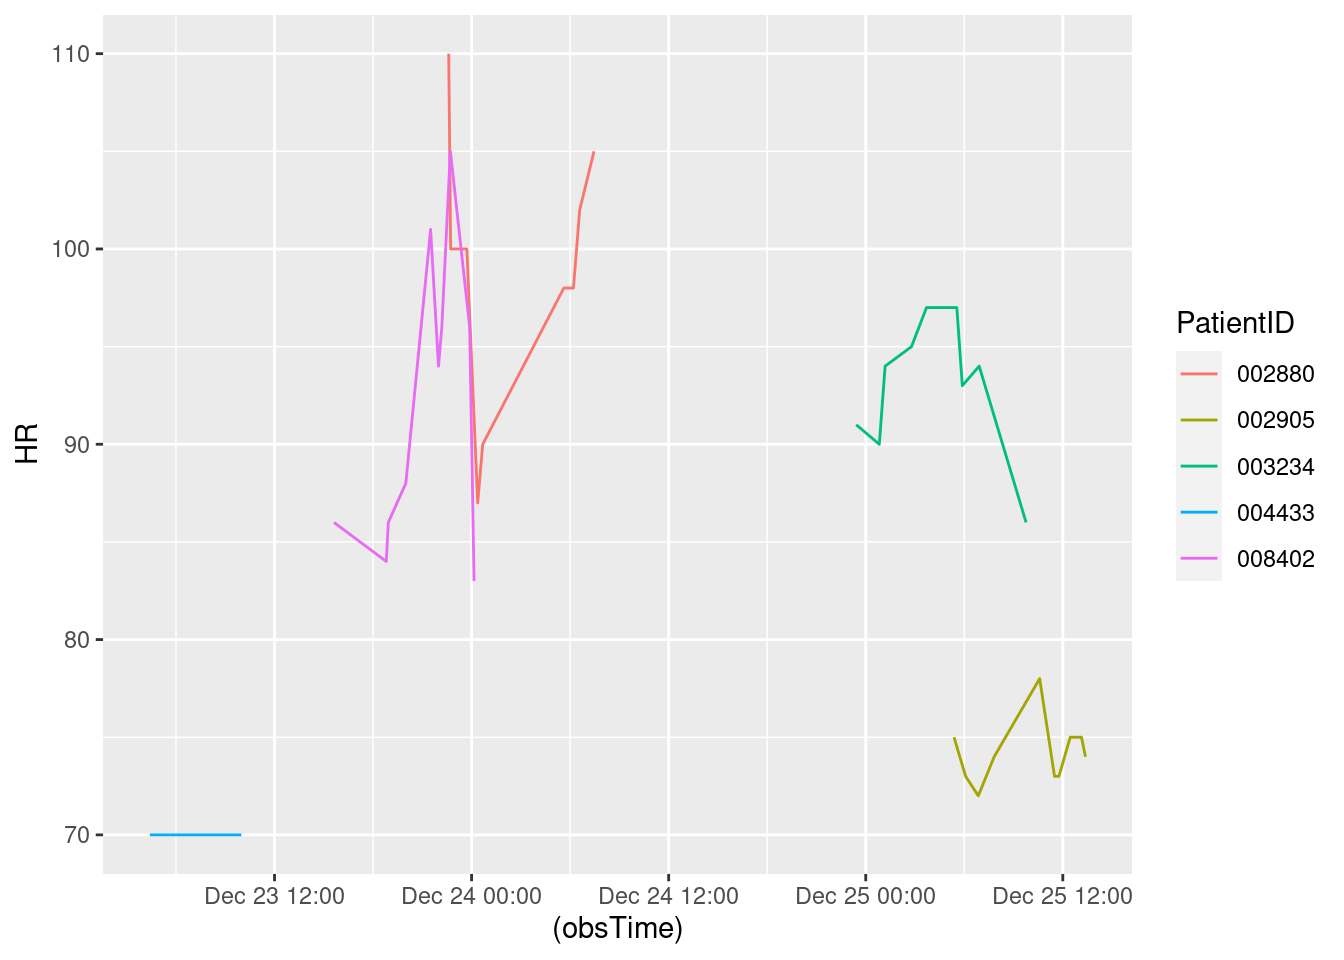 110
100
90
80
70
HR
Dec 23 12:00
Dec 24 00:00
Dec 24 12:00
Dec 25 00:00
Dec 25 12:00
(obsTime)
PatientID
002880
002905
003234
004433
008402